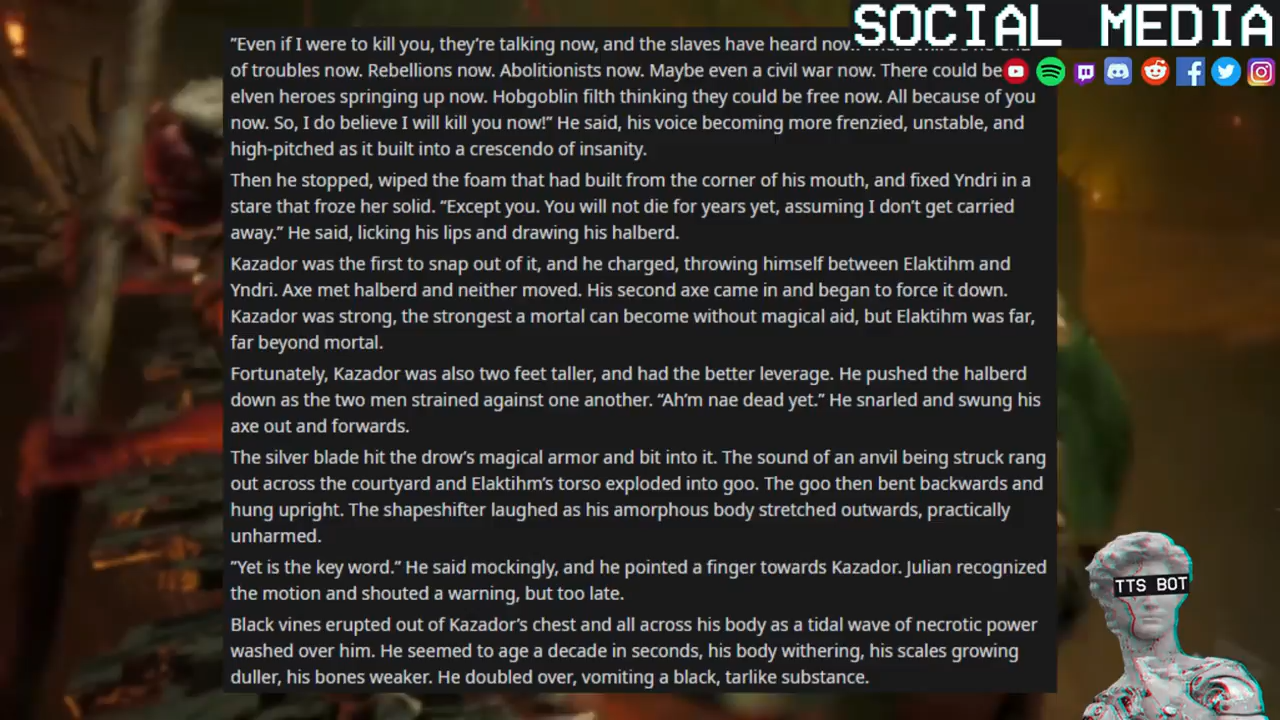 SOCIAL MEDIA
"Even if I were to kill you, they're talking now, and the slaves have heard now.
of troubles now. Rebellions now. Abolitionists now. Maybe even a civil war now. There could be
elven heroes springing up now. Hobgoblin filth thinking they could be free now. All because of you
now. So, I do believe I will kill you now!" He said, his voice becoming more frenzied, unstable, and
high-pitched as it built into a crescendo of insanity.
Then he stopped, wiped the foam that had built from the corner of his mouth, and fixed Yndri in a
stare that froze her solid. "Except you. You will not die for years yet, assuming I don't get carried
away." He said, licking his lips and drawing his halberd.
Kazador was the first to snap out of it, and he charged, throwing himself between Elaktihm and
Yndri. Axe met halberd and neither moved. His second axe came in and began to force it down.
Kazador was strong, the strongest a mortal can become without magical aid, but Elaktihm was far,
far beyond mortal.
Fortunately, Kazador was also two feet taller, and had the better leverage. He pushed the halberd
down as the two men strained against one another. "Ah'm nae dead yet." He snarled and swung his
axe out and forwards.
The silver blade hit the drow's magical armor and bit into it. The sound of an anvil being struck rang
out across the courtyard and Elaktihm's torso exploded into goo. The goo then bent backwards and
hung upright. The shapeshifter laughed as his amorphous body stretched outwards, practically
unharmed.
"Yet is the key word." He said mockingly, and he pointed a finger towards Kazador. Julian recognized
the motion and shouted a warning, but too late.
Black vines erupted out of Kazador's chest and all across his body as a tidal wave of necrotic power
washed over him. He seemed to age a decade in seconds, his body withering, his scales growing
duller, his bones weaker. He doubled over, vomiting a black, tarlike substance.
TTS BOT